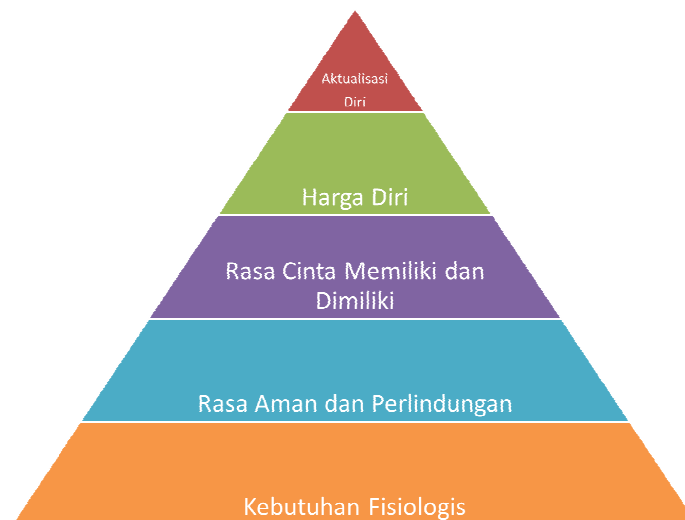 Aktualisasi
Diri
Harga Diri
Rasa Cinta Memiliki dan
Dimiliki
Rasa Aman dan Perlindungan
Kebutuhan Fisiologis